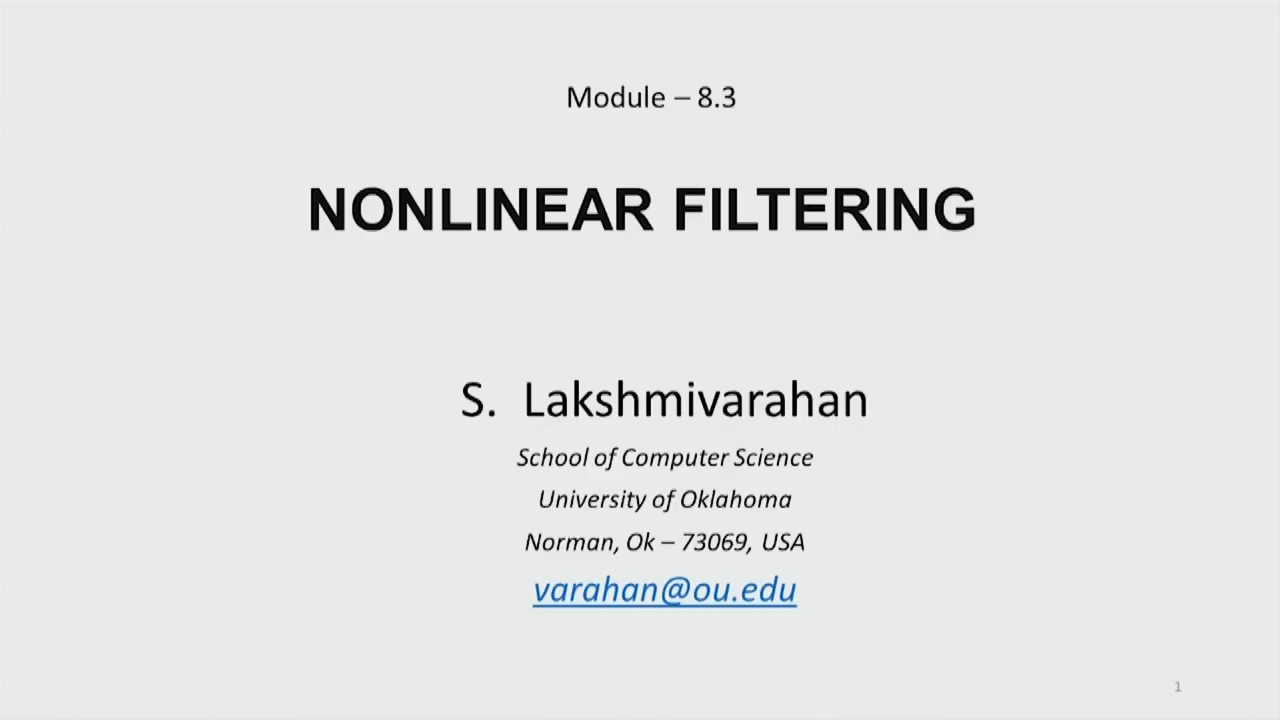 Module – 8.3
NONLINEAR FILTERING
S. Lakshmivarahan
School of Computer Science
University of Oklahoma
Norman, Ok – 73069, USA
varahan@ou.edu
1